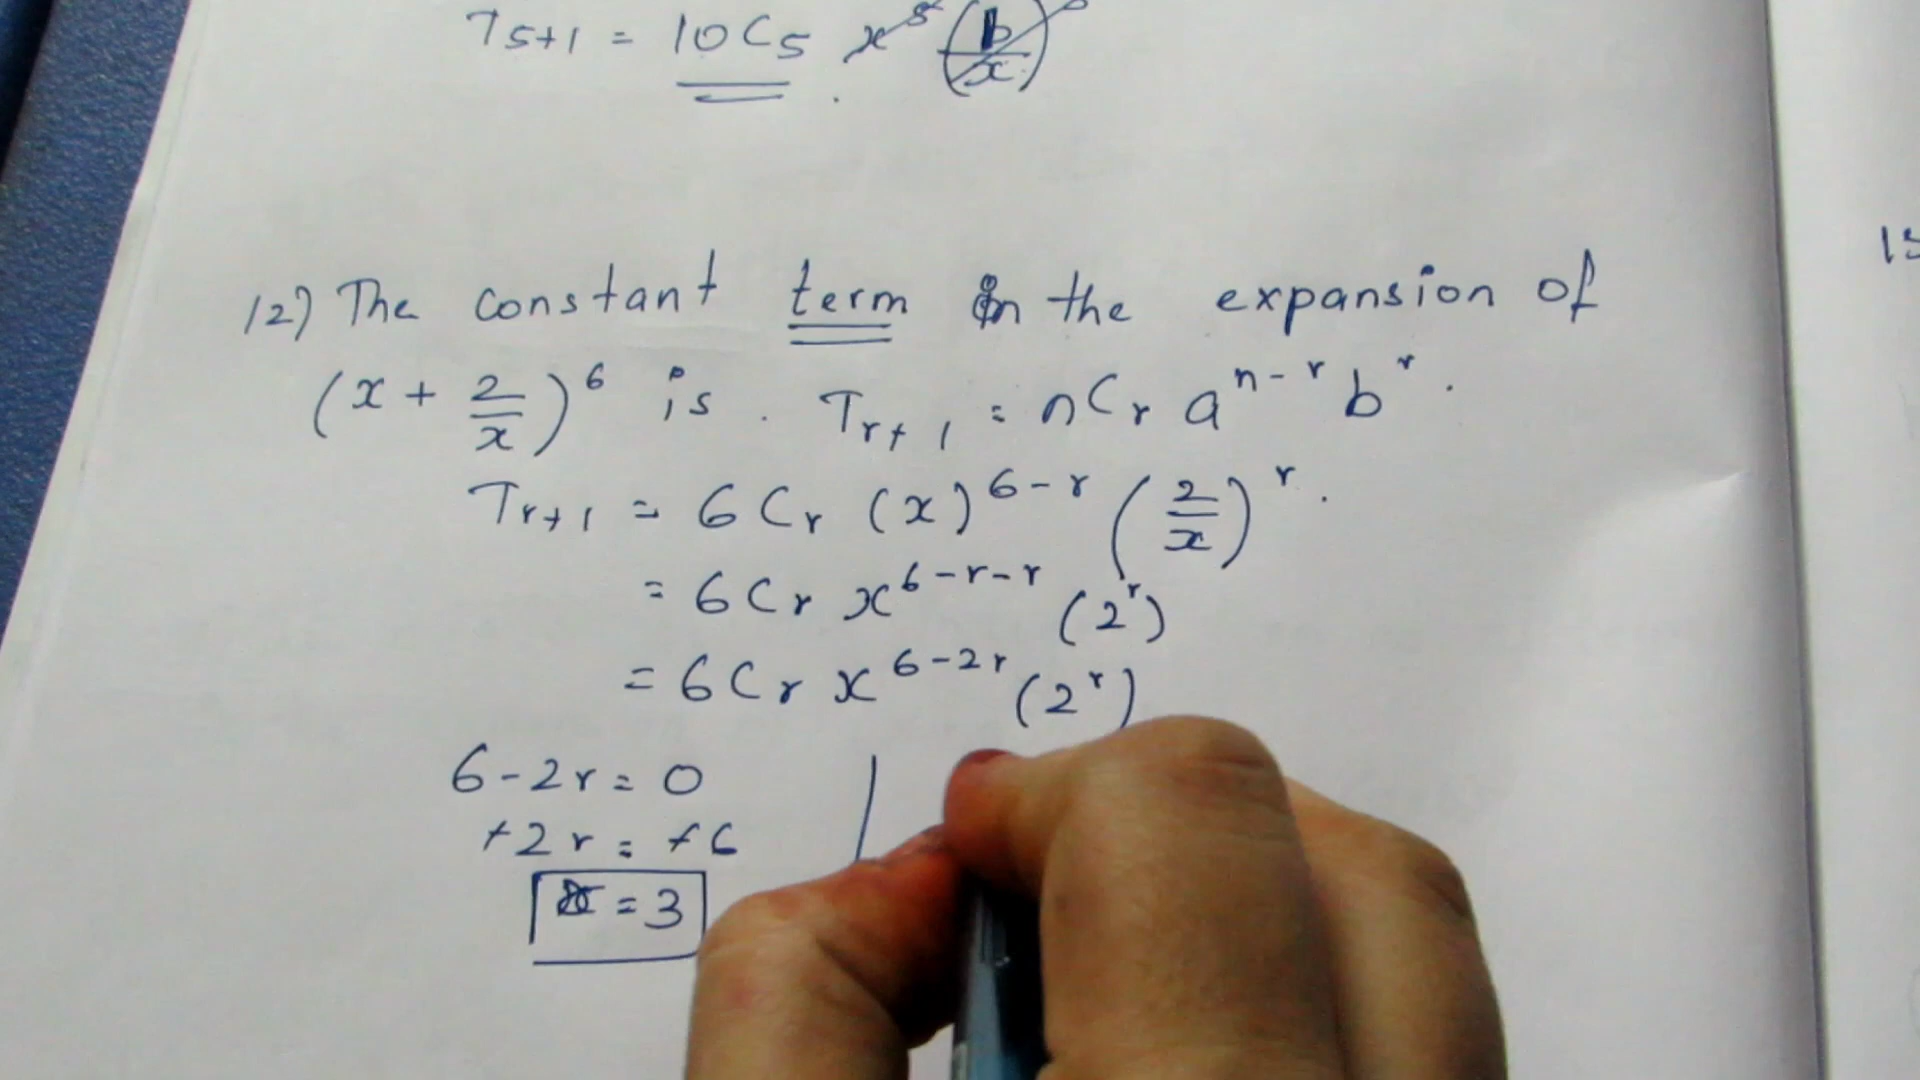 T5+1 = 10C5 x^5 (b/x)
12) The constant term in the expansion of
(x + 2/x)^6 is . Tr+1 = nCr a^n-r b^r .
Tr+1 = 6Cr (x)^6-r (2/x)^r .
= 6Cr x^6-r-r (2^r)
= 6Cr x^6-2r (2^r)
6-2r = 0
+2r = +6
= 3